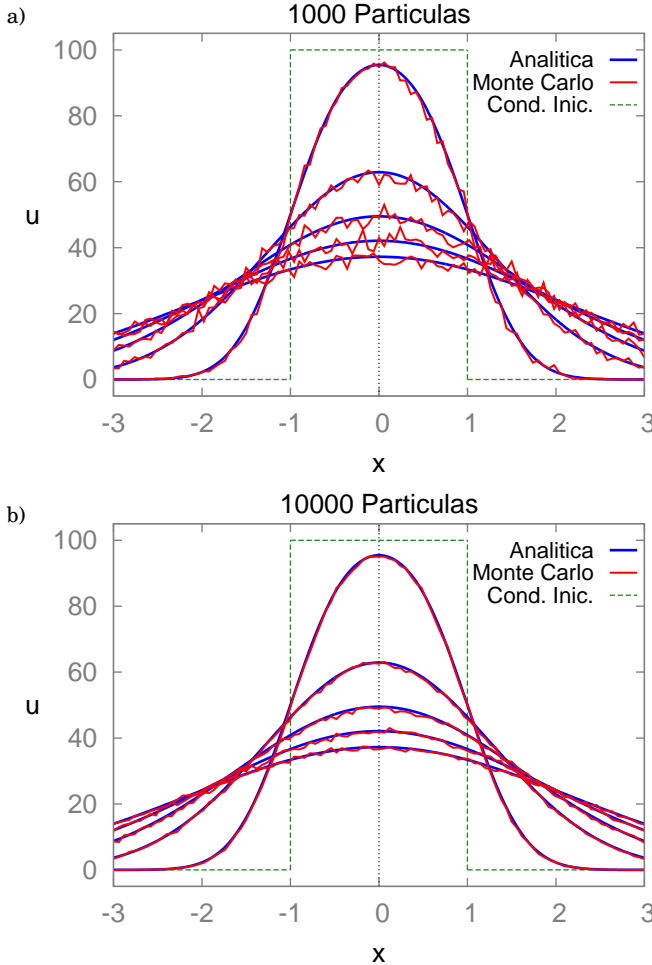 a)
1000 Particulas
Analitica
Monte Carlo
Cond. Inic.
100
80
60
40
20
0
u
-3 -2 -1 0 1 2 3
x
b)
10000 Particulas
Analitica
Monte Carlo
Cond. Inic.
100
80
60
40
20
0
u
-3 -2 -1 0 1 2 3
x